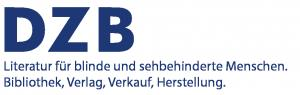 DZB
Literatur für blinde und sehbehinderte Menschen.
Bibliothek, Verlag, Verkauf, Herstellung.